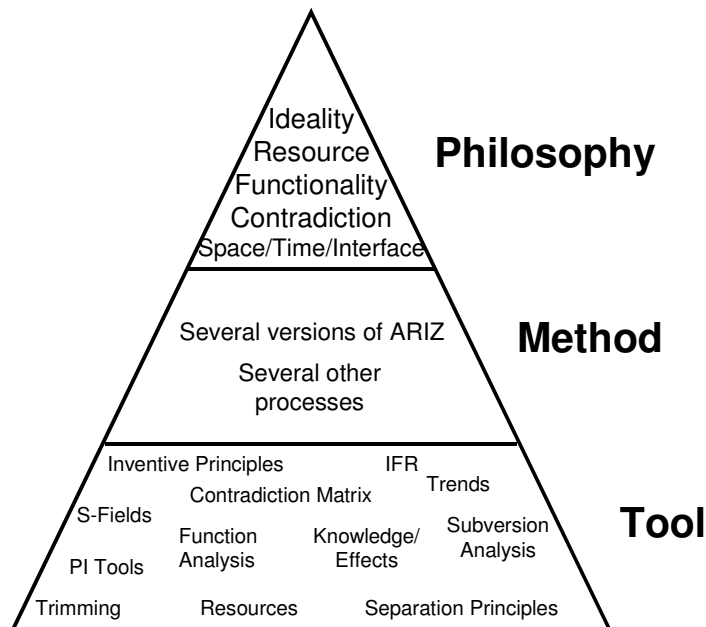 Ideality
Resource
Functionality
Contradiction
Space/Time/Interface
Philosophy
Several versions of ARIZ
Several other
processes
Method
Inventive Principles
IFR
Trends
Contradiction Matrix
S-Fields
Function
Analysis
Knowledge/
Effects
Subversion
Analysis
Tool
PI Tools
Trimming
Resources
Separation Principles